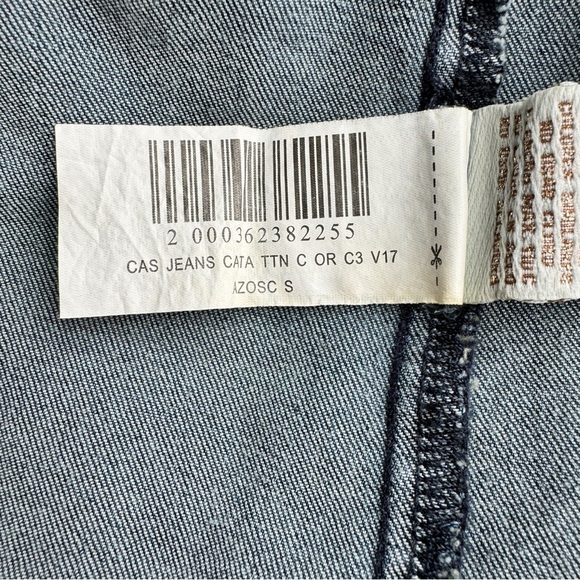 2 000362382255
CAS JEANS CATA TTN C OR C3 V17
AZOSC S